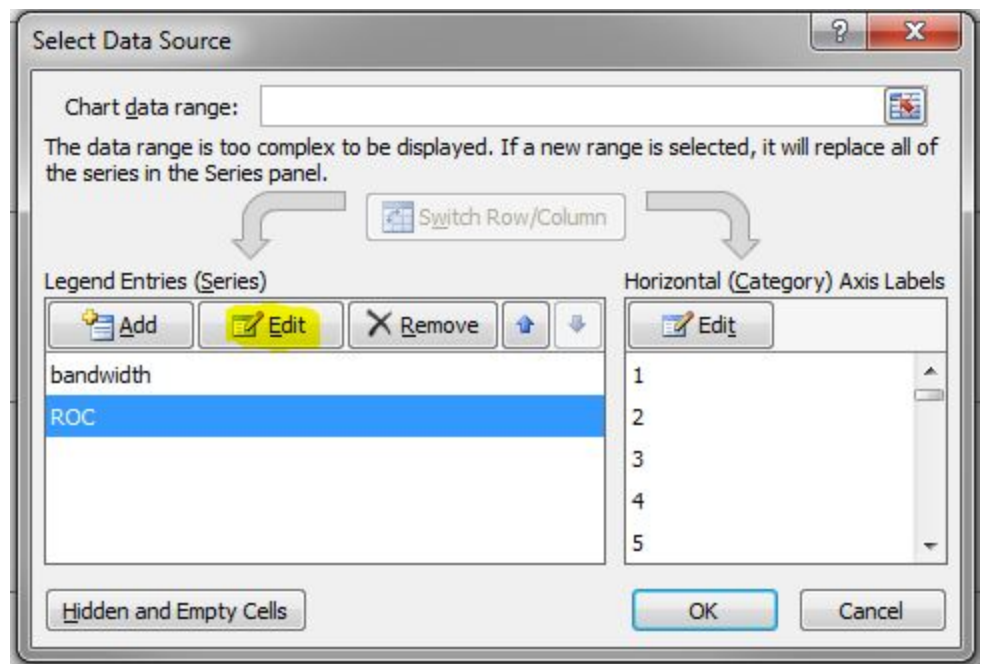 Select Data Source
?
X
Chart data range:
The data range is too complex to be displayed. If a new range is selected, it will replace all of
the series in the Series panel.
Switch Row/Column
Legend Entries (Series)
Horizontal (Category) Axis Labels
Add
Edit
Remove
Edit
bandwidth
ROC
1
2
3
4
5
Hidden and Empty Cells
OK
Cancel